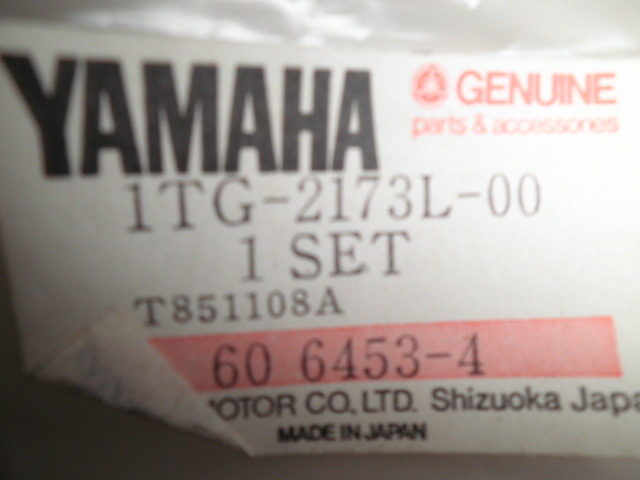 YAMAHA
GENUINE
parts & accessories
1TG-2173L-00
1 SET
T851108A
60 6453-4
MOTOR CO., LTD. Shizuoka Japa
MADE IN JAPAN